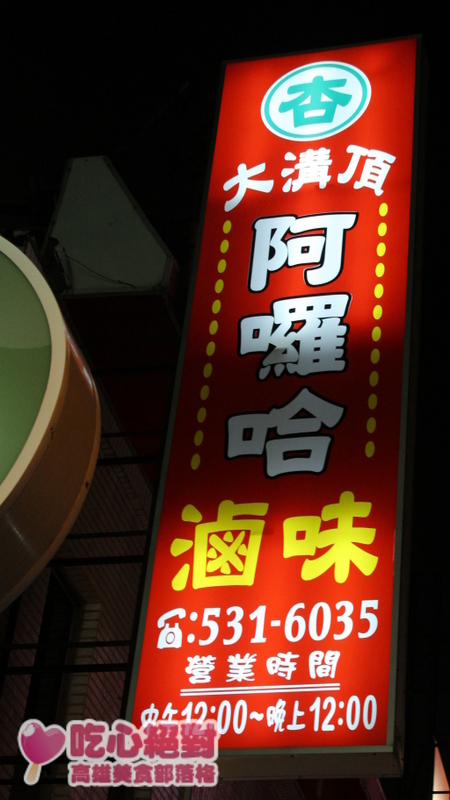 杏
大溝頂
阿囉哈
滷味
☎:531-6035
營業時間
中午12:00~晚上12:00
吃心絕對
高雄美食部落格